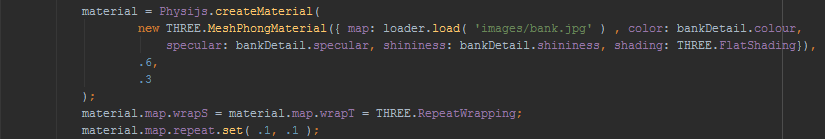 material = Physijs.createMaterial(
new THREE.MeshPhongMaterial({ map: loader.load( 'images/bank.jpg' ) , color: bankDetail.colour,
specular: bankDetail.specular, shininess: bankDetail.shininess, shading: THREE.FlatShading}),
.6,
.3
);
material.map.wrapS = material.map.wrapT = THREE.RepeatWrapping;
material.map.repeat.set( .1, .1 );